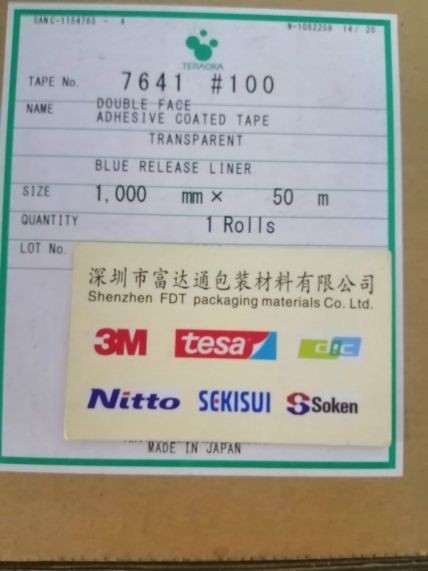 SANC-1154785 - 4
M-1082259 14/ 20
TERAOKA
TAPE No. 7641 #100
NAME DOUBLE FACE
ADHESIVE COATED TAPE
TRANSPARENT
BLUE RELEASE LINER
SIZE 1,000 mm × 50 m
QUANTITY 1 Rolls
LOT No.
深圳市富达通包装材料有限公司
Shenzhen FDT packaging materials Co. Ltd.
3M tesa dic
Nitto SEKISUI Soken
MADE IN JAPAN